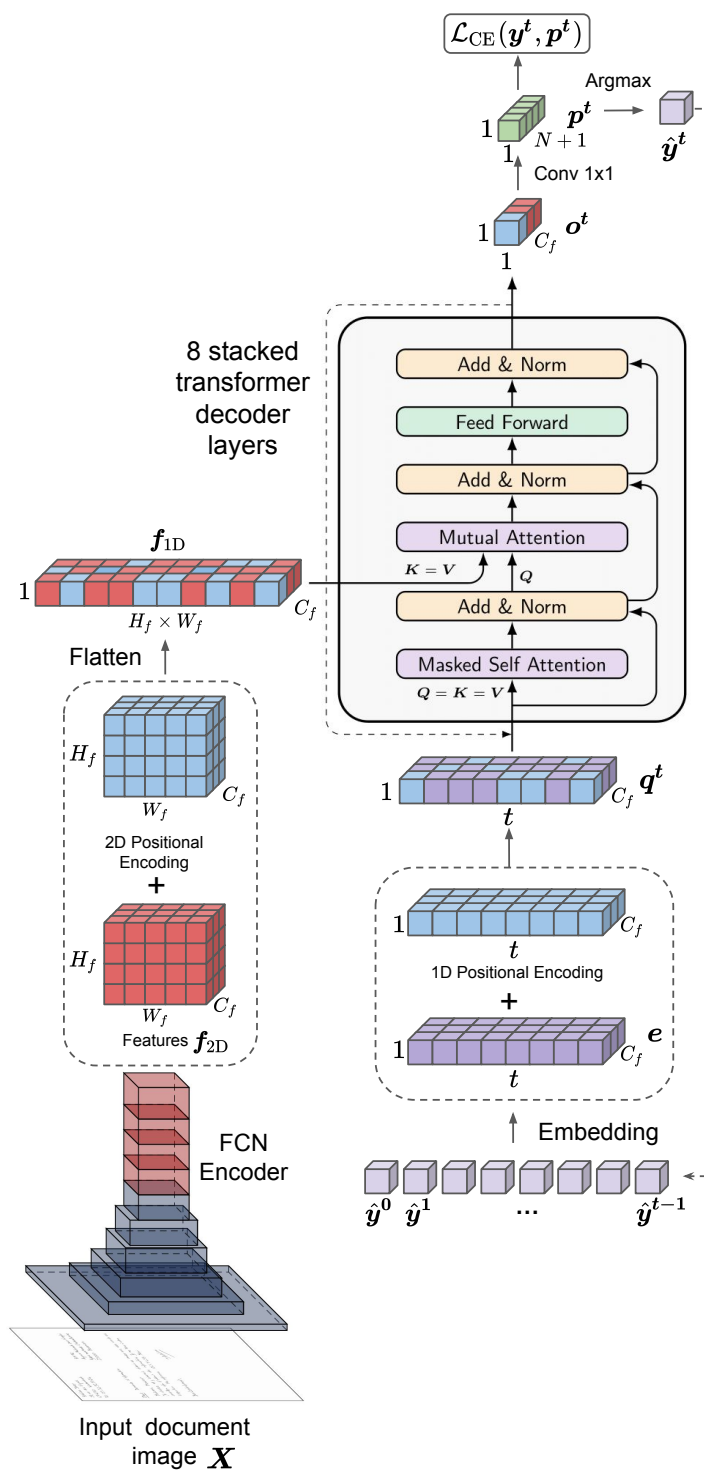 𝓛_CE(y^t, p^t)
Argmax
1
p^t
N + 1
1
ŷ^t
Conv 1x1
1
C_f
o^t
1
8 stacked
transformer
decoder
layers
Add & Norm
Feed Forward
Add & Norm
Mutual Attention
K = V
Q
Add & Norm
Masked Self Attention
Q = K = V
f_1D
1
C_f
H_f × W_f
Flatten
H_f
W_f
C_f
2D Positional
Encoding
+
H_f
W_f
C_f
Features f_2D
FCN
Encoder
Input document
image X
1
C_f
q^t
t
1
C_f
t
1D Positional Encoding
+
1
C_f
e
t
Embedding
ŷ^0 ŷ^1 ... ŷ^{t−1}